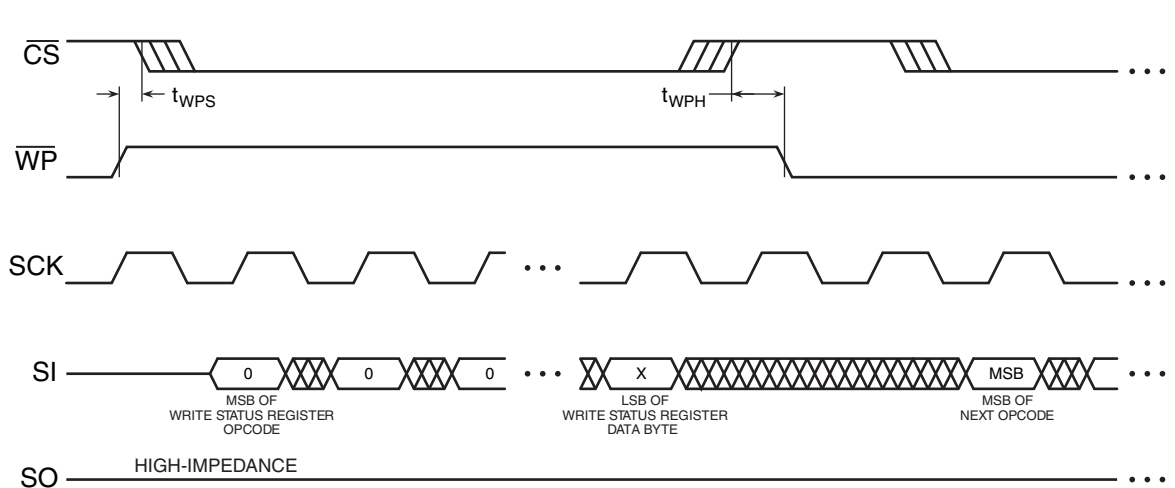 CS
tWPS
tWPH
WP
SCK
SI
0
0
0
X
MSB
MSB OF
WRITE STATUS REGISTER
OPCODE
LSB OF
WRITE STATUS REGISTER
DATA BYTE
MSB OF
NEXT OPCODE
HIGH-IMPEDANCE
SO